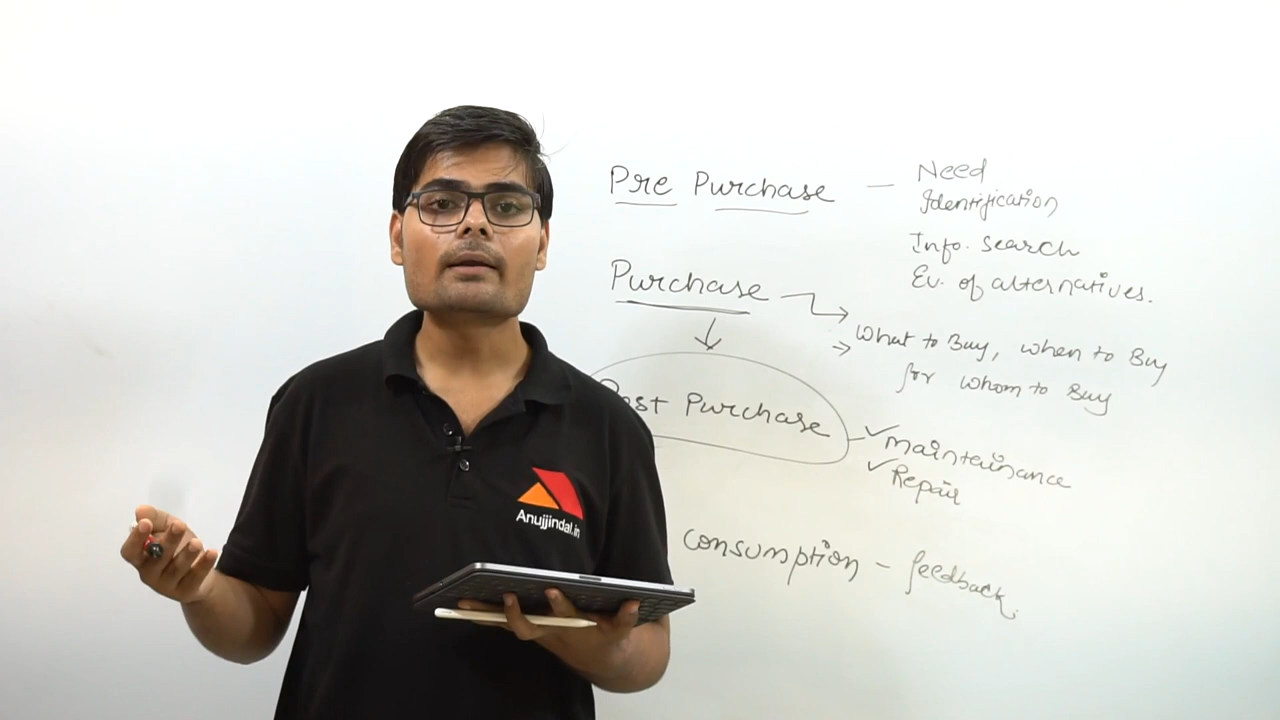 Pre Purchase — Need
Identification
Info. Search
Ev. of alternatives.
Purchase
What to Buy, when to Buy
for whom to Buy
Post Purchase
✓ maintainance
✓ Repair
Consumption - feedback.
Anujjindal.in